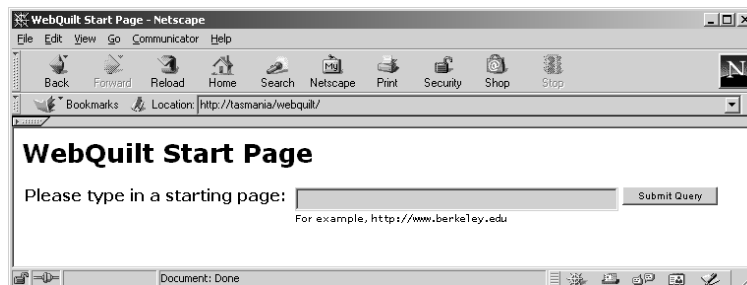 WebQuilt Start Page - Netscape
File Edit View Go Communicator Help
Back Forward Reload Home Search Netscape Print Security Shop Stop
Bookmarks Location: http://tasmania/webquilt/
WebQuilt Start Page
Please type in a starting page: Submit Query
For example, http://www.berkeley.edu
Document: Done